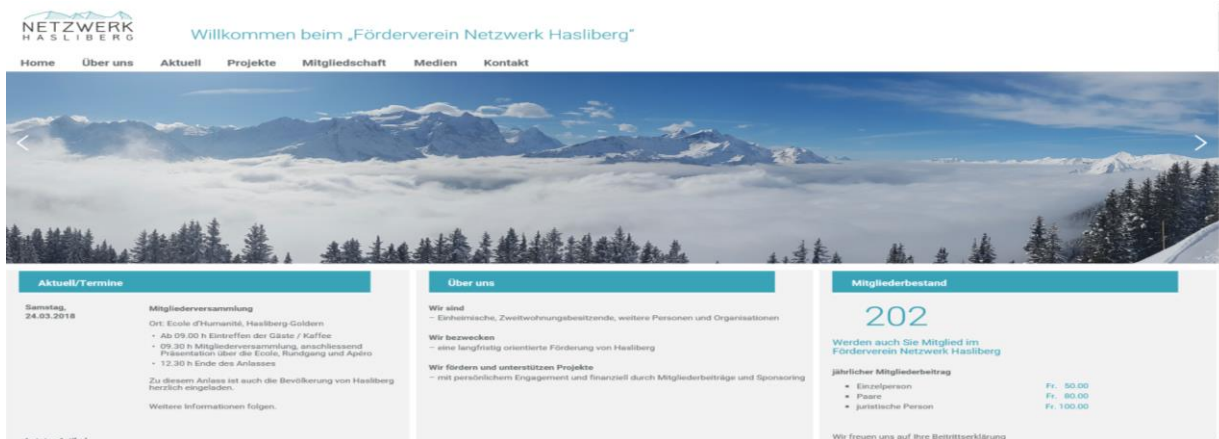 NETZWERK
HASLIBERG
Willkommen beim „Förderverein Netzwerk Hasliberg“
Home Über uns Aktuell Projekte Mitgliedschaft Medien Kontakt
Aktuell/Termine
Samstag,
24.03.2018
Mitgliederversammlung
Ort: Ecole d'Humanité, Hasliberg-Goldern
• Ab 09.00 h Eintreffen der Gäste / Kaffee
• 09.30 h Mitgliederversammlung, anschliessend
Präsentation über die Ecole, Rundgang und Apéro
• 12.30 h Ende des Anlasses
Zu diesem Anlass ist auch die Bevölkerung von Hasliberg
herzlich eingeladen.
Weitere Informationen folgen.
Über uns
Wir sind
– Einheimische, Zweitwohnungsbesitzende, weitere Personen und Organisationen
Wir bezwecken
– eine langfristig orientierte Förderung von Hasliberg
Wir fördern und unterstützen Projekte
– mit persönlichem Engagement und finanziell durch Mitgliederbeiträge und Sponsoring
Mitgliederbestand
202
Werden auch Sie Mitglied im
Förderverein Netzwerk Hasliberg
jährlicher Mitgliederbeitrag
• Einzelperson Fr. 50.00
• Paare Fr. 80.00
• juristische Person Fr. 100.00
Wir freuen uns auf Ihre Beitrittserklärung